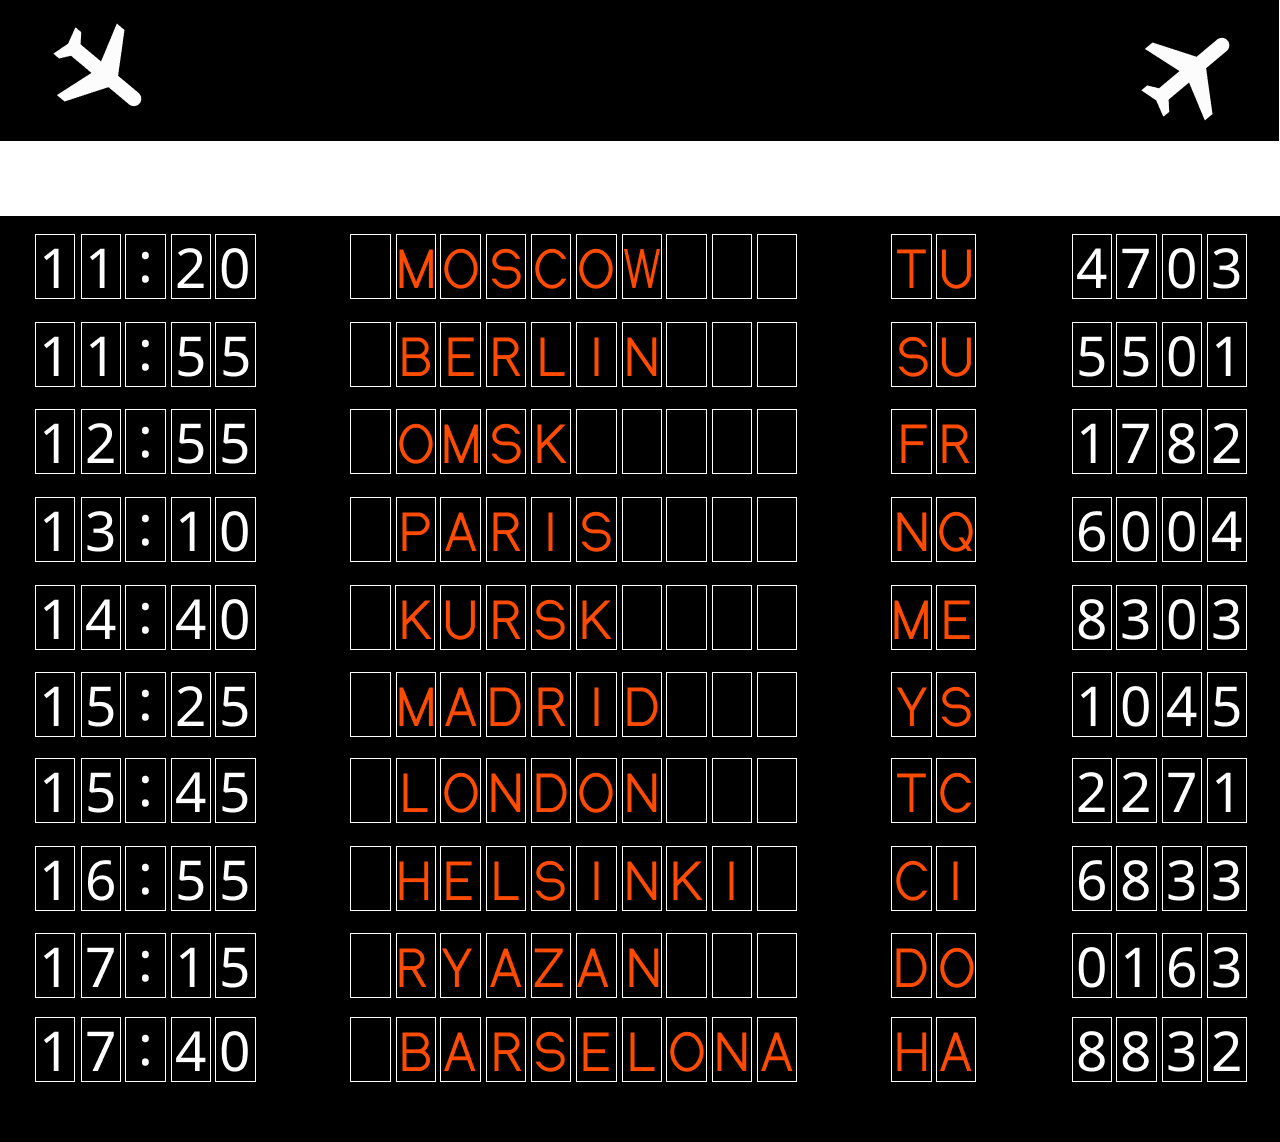 11:20 MOSCOW TU 4703
11:55 BERLIN SU 5501
12:55 OMSK FR 1782
13:10 PARIS NQ 6004
14:40 KURSK ME 8303
15:25 MADRID YS 1045
15:45 LONDON TC 2271
16:55 HELSINKI CI 6833
17:15 RYAZAN DO 0163
17:40 BARSELONA HA 8832